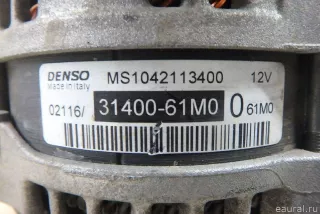 DENSO MS1042113400 12V
Made in Italy
02116/ 31400-61M0 0 61M0
eaural.ru